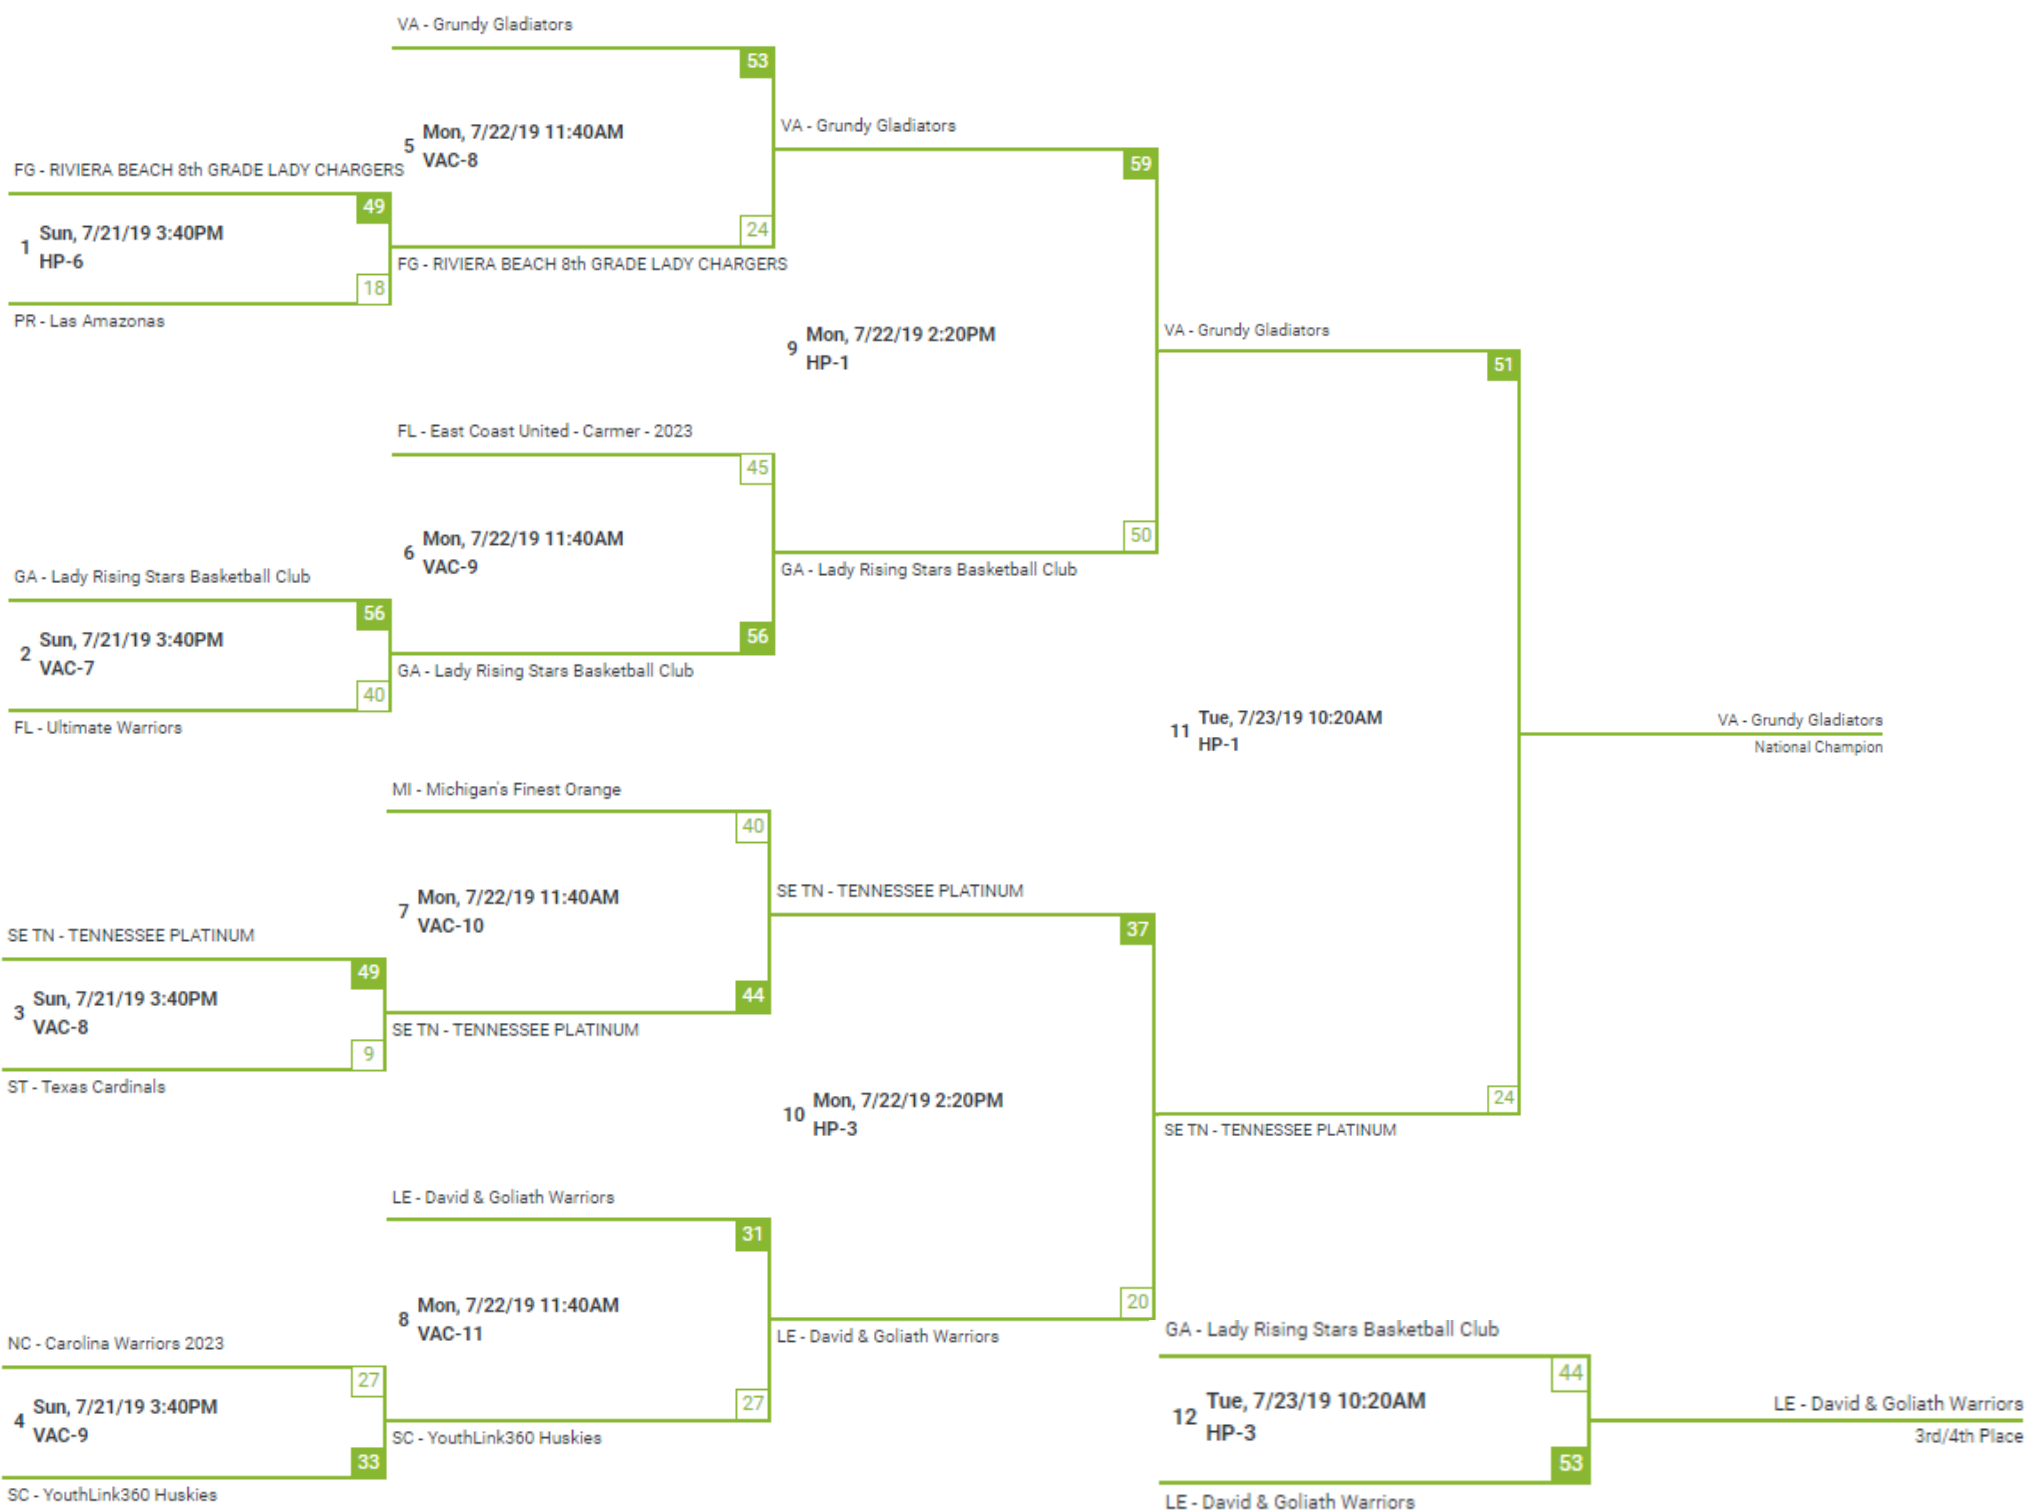 VA - Grundy Gladiators
53
5
Mon, 7/22/19 11:40AM
VAC-8
24
FG - RIVIERA BEACH 8th GRADE LADY CHARGERS
49
1
Sun, 7/21/19 3:40PM
HP-6
18
PR - Las Amazonas
FG - RIVIERA BEACH 8th GRADE LADY CHARGERS
VA - Grundy Gladiators
59
9
Mon, 7/22/19 2:20PM
HP-1
50
GA - Lady Rising Stars Basketball Club
FL - East Coast United - Carmer - 2023
45
6
Mon, 7/22/19 11:40AM
VAC-9
56
GA - Lady Rising Stars Basketball Club
GA - Lady Rising Stars Basketball Club
56
2
Sun, 7/21/19 3:40PM
VAC-7
40
FL - Ultimate Warriors
VA - Grundy Gladiators
51
11
Tue, 7/23/19 10:20AM
HP-1
24
SE TN - TENNESSEE PLATINUM
VA - Grundy Gladiators
National Champion
MI - Michigan's Finest Orange
40
7
Mon, 7/22/19 11:40AM
VAC-10
44
SE TN - TENNESSEE PLATINUM
SE TN - TENNESSEE PLATINUM
49
3
Sun, 7/21/19 3:40PM
VAC-8
9
ST - Texas Cardinals
SE TN - TENNESSEE PLATINUM
37
10
Mon, 7/22/19 2:20PM
HP-3
20
LE - David & Goliath Warriors
LE - David & Goliath Warriors
31
8
Mon, 7/22/19 11:40AM
VAC-11
27
SC - YouthLink360 Huskies
NC - Carolina Warriors 2023
27
4
Sun, 7/21/19 3:40PM
VAC-9
33
SC - YouthLink360 Huskies
GA - Lady Rising Stars Basketball Club
44
12
Tue, 7/23/19 10:20AM
HP-3
53
LE - David & Goliath Warriors
LE - David & Goliath Warriors
3rd/4th Place